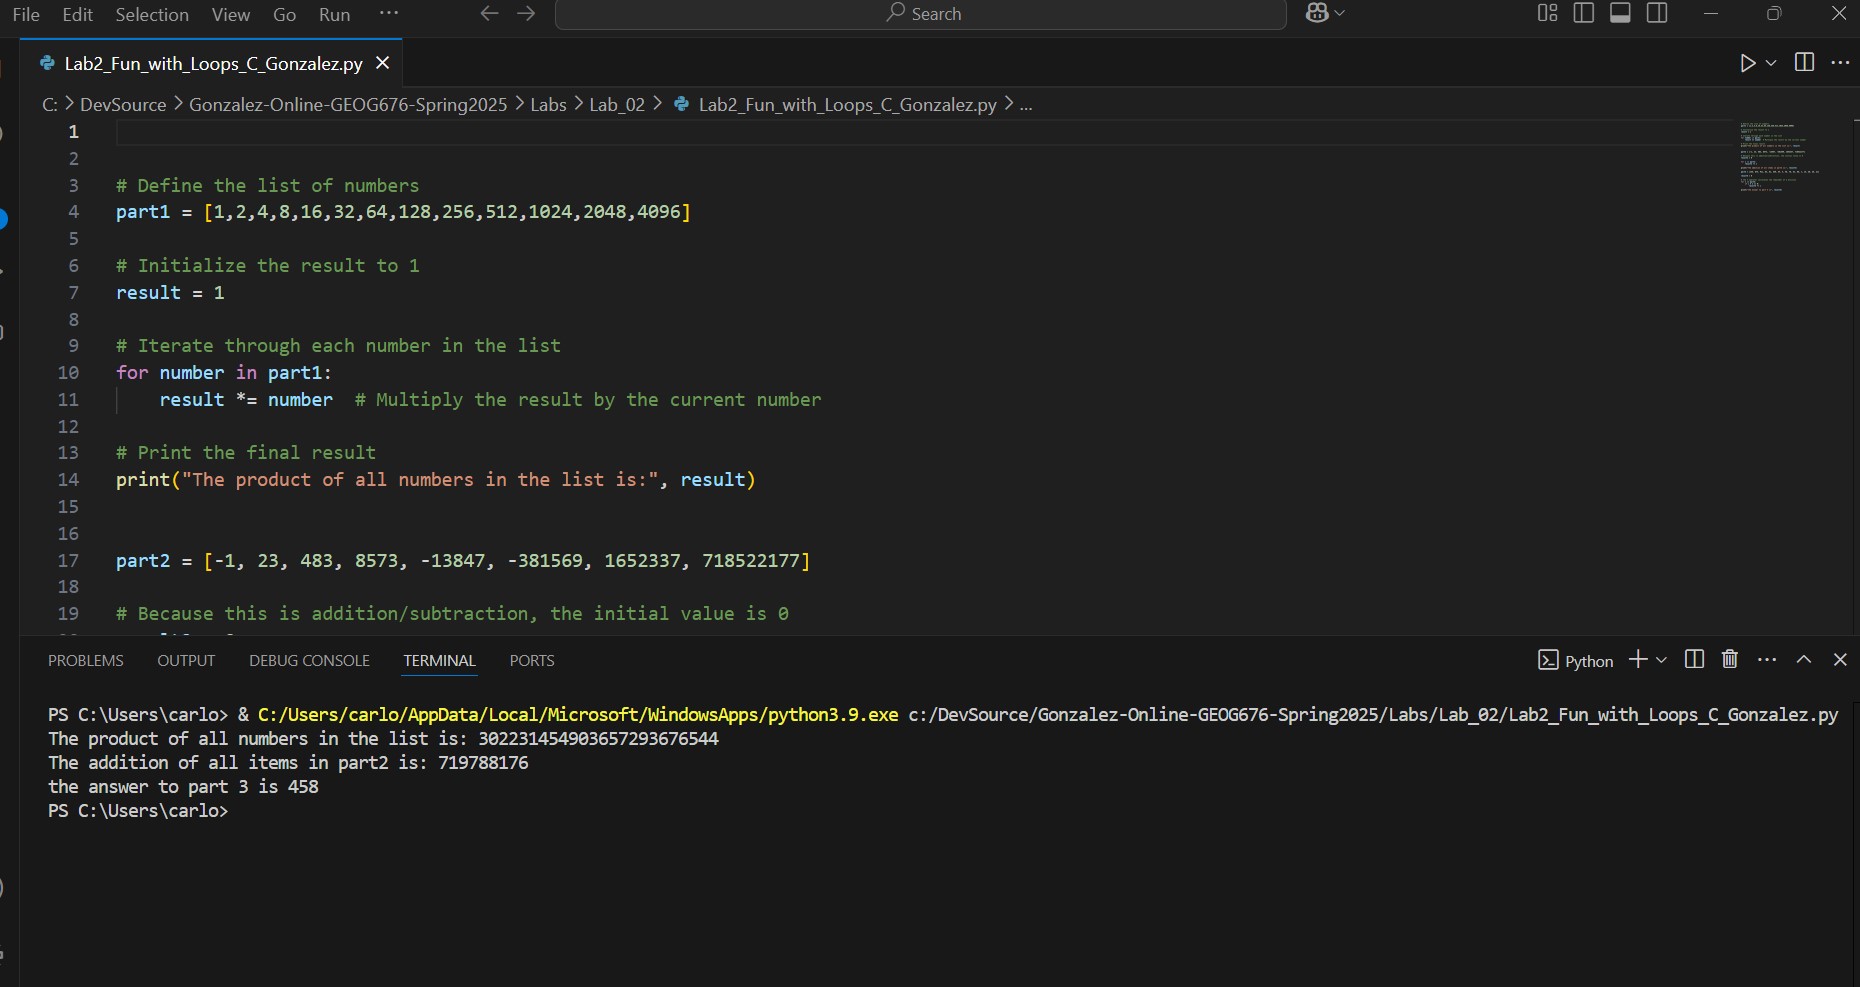 File Edit Selection View Go Run ··· Search
Lab2_Fun_with_Loops_C_Gonzalez.py
C: > DevSource > Gonzalez-Online-GEOG676-Spring2025 > Labs > Lab_02 > Lab2_Fun_with_Loops_C_Gonzalez.py > ...
1
2
3 # Define the list of numbers
4 part1 = [1,2,4,8,16,32,64,128,256,512,1024,2048,4096]
5
6 # Initialize the result to 1
7 result = 1
8
9 # Iterate through each number in the list
10 for number in part1:
11 result *= number # Multiply the result by the current number
12
13 # Print the final result
14 print("The product of all numbers in the list is:", result)
15
16
17 part2 = [-1, 23, 483, 8573, -13847, -381569, 1652337, 718522177]
18
19 # Because this is addition/subtraction, the initial value is 0
PROBLEMS OUTPUT DEBUG CONSOLE TERMINAL PORTS Python
PS C:\Users\carlo> & C:/Users/carlo/AppData/Local/Microsoft/WindowsApps/python3.9.exe c:/DevSource/Gonzalez-Online-GEOG676-Spring2025/Labs/Lab_02/Lab2_Fun_with_Loops_C_Gonzalez.py
The product of all numbers in the list is: 302231454903657293676544
The addition of all items in part2 is: 719788176
the answer to part 3 is 458
PS C:\Users\carlo>